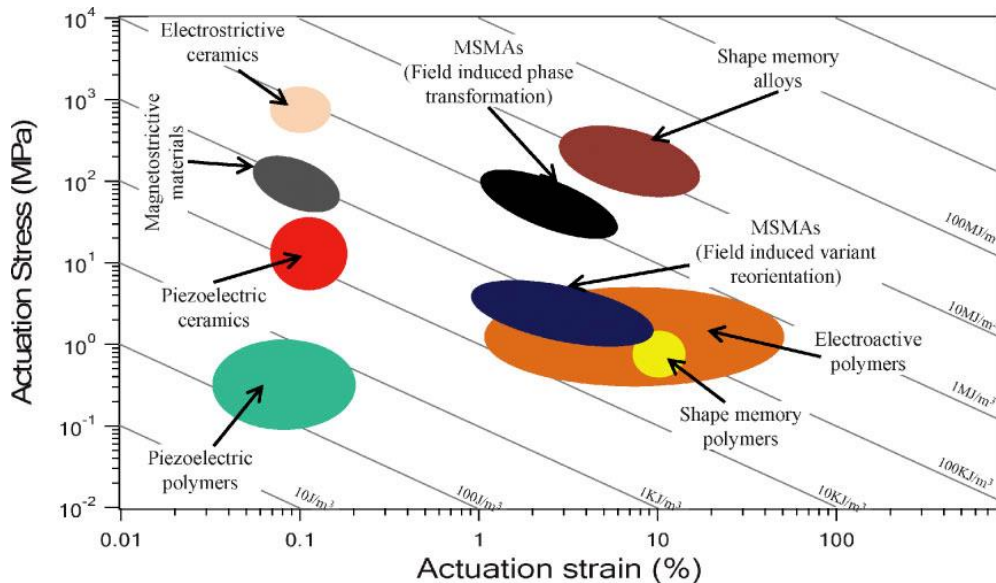 10⁴
10³
10²
10¹
10⁰
10⁻¹
10⁻²
Actuation Stress (MPa)
Electrostrictive
ceramics
MSMAs
(Field induced phase
transformation)
Shape memory
alloys
Magnetostrictive
materials
MSMAs
(Field induced variant
reorientation)
Piezoelectric
ceramics
Electroactive
polymers
Shape memory
polymers
Piezoelectric
polymers
100MJ/m
10MJ/m³
1MJ/m³
100KJ/m³
10J/m³
100J/m³
1KJ/m³
10KJ/m³
0.01
0.1
1
10
100
Actuation strain (%)